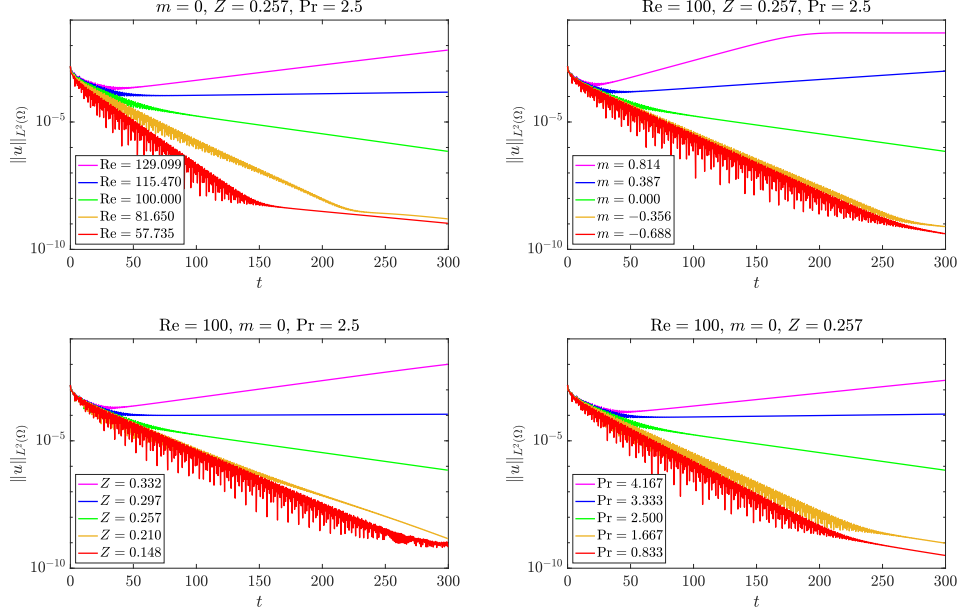 m = 0, Z = 0.257, Pr = 2.5
‖u‖_{L²(Ω)}
10^{-5}
10^{-10}
Re = 129.099
Re = 115.470
Re = 100.000
Re = 81.650
Re = 57.735
0 50 100 150 200 250 300
t
Re = 100, Z = 0.257, Pr = 2.5
‖u‖_{L²(Ω)}
10^{-5}
10^{-10}
m = 0.814
m = 0.387
m = 0.000
m = −0.356
m = −0.688
0 50 100 150 200 250 300
t
Re = 100, m = 0, Pr = 2.5
‖u‖_{L²(Ω)}
10^{-5}
10^{-10}
Z = 0.332
Z = 0.297
Z = 0.257
Z = 0.210
Z = 0.148
0 50 100 150 200 250 300
t
Re = 100, m = 0, Z = 0.257
‖u‖_{L²(Ω)}
10^{-5}
10^{-10}
Pr = 4.167
Pr = 3.333
Pr = 2.500
Pr = 1.667
Pr = 0.833
0 50 100 150 200 250 300
t